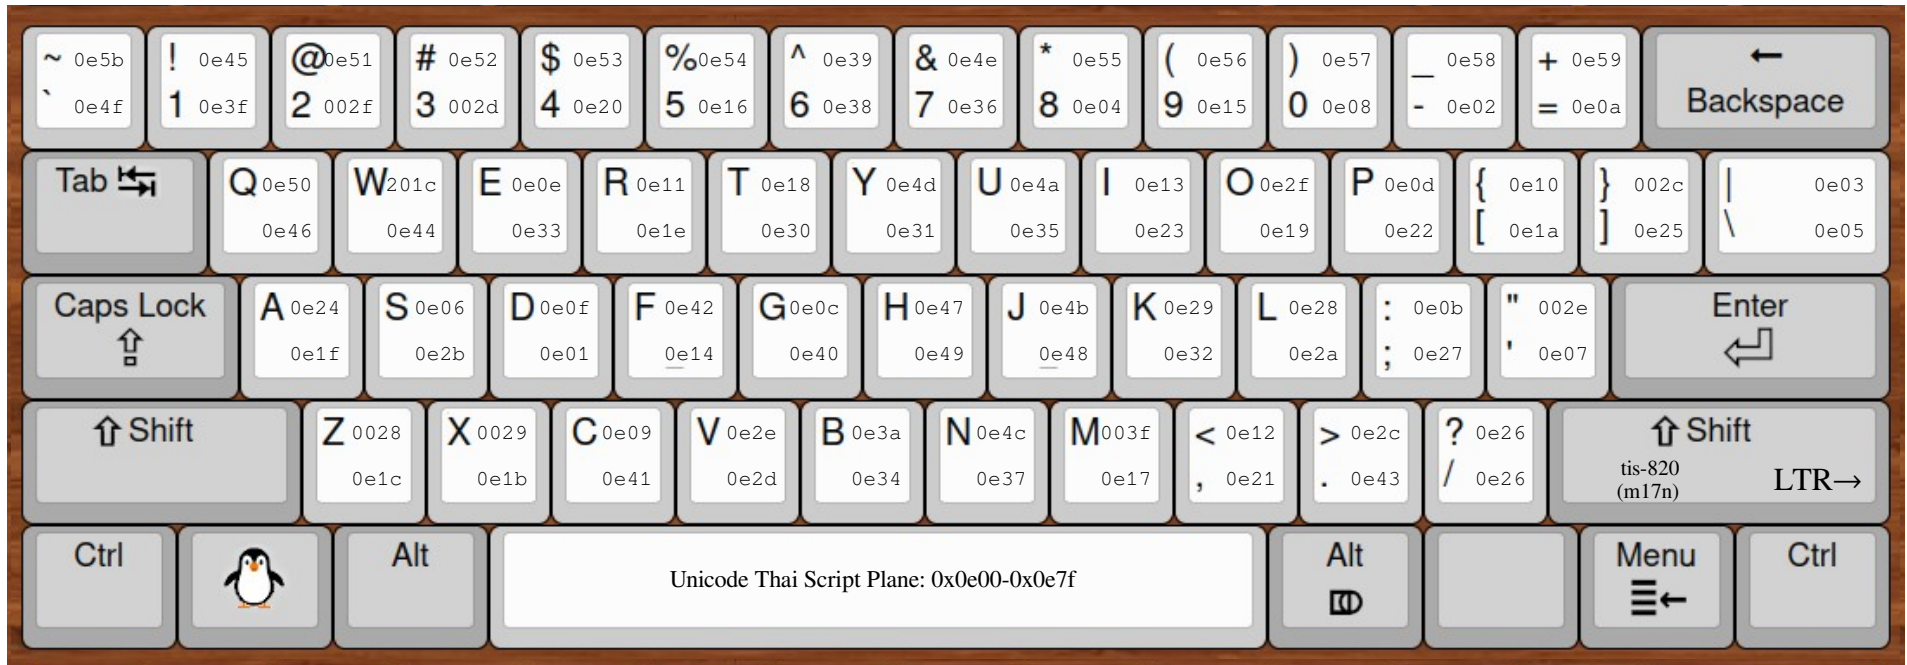 ~ 0e5b ! 0e45 @ 0e51 # 0e52 $ 0e53 % 0e54 ^ 0e39 & 0e4e * 0e55 ( 0e56 ) 0e57 _ 0e58 + 0e59 ←
` 0e4f 1 0e3f 2 002f 3 002d 4 0e20 5 0e16 6 0e38 7 0e36 8 0e04 9 0e15 0 0e08 - 0e02 = 0e0a Backspace
Tab Q 0e50 W 201c E 0e0e R 0e11 T 0e18 Y 0e4d U 0e4a I 0e13 O 0e2f P 0e0d { 0e10 } 002c | 0e03
0e46 0e44 0e33 0e1e 0e30 0e31 0e35 0e23 0e19 0e22 [ 0e1a ] 0e25 \ 0e05
Caps Lock A 0e24 S 0e06 D 0e0f F 0e42 G 0e0c H 0e47 J 0e4b K 0e29 L 0e28 : 0e0b " 002e Enter
0e1f 0e2b 0e01 0e14 0e40 0e49 0e48 0e32 0e2a ; 0e27 ' 0e07
Shift Z 0028 X 0029 C 0e09 V 0e2e B 0e3a N 0e4c M 003f < 0e12 > 0e2c ? 0e26 Shift
0e1c 0e1b 0e41 0e2d 0e34 0e37 0e17 , 0e21 . 0e43 / 0e26 tis-820 LTR→
(m17n)
Ctrl Alt Unicode Thai Script Plane: 0x0e00-0x0e7f Alt Menu Ctrl